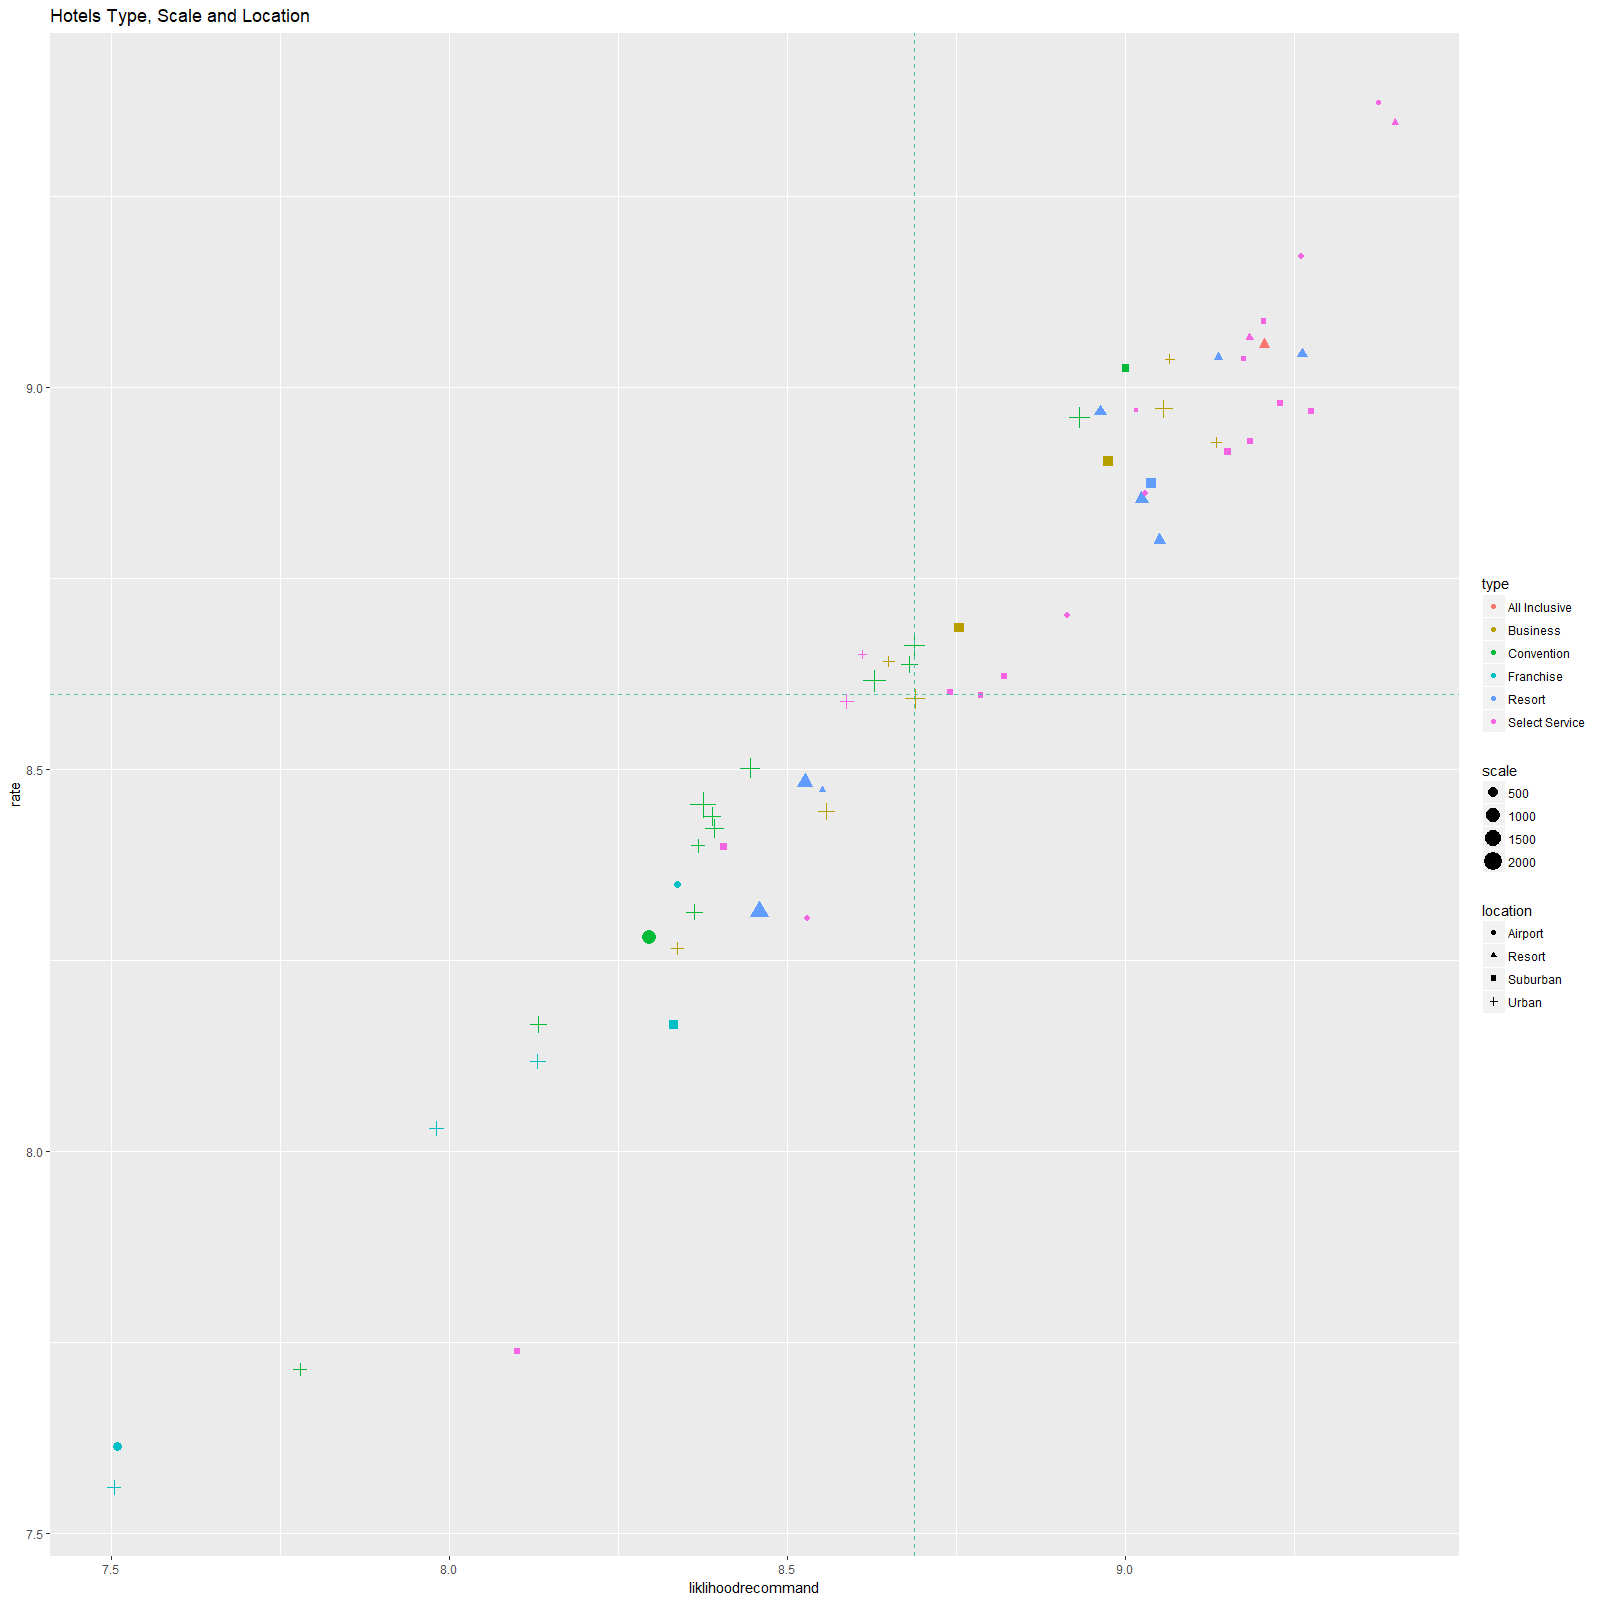 Hotels Type, Scale and Location
9.0
8.5
8.0
7.5
rate
7.5
8.0
8.5
9.0
liklihoodrecommand
type
All Inclusive
Business
Convention
Franchise
Resort
Select Service
scale
500
1000
1500
2000
location
Airport
Resort
Suburban
Urban